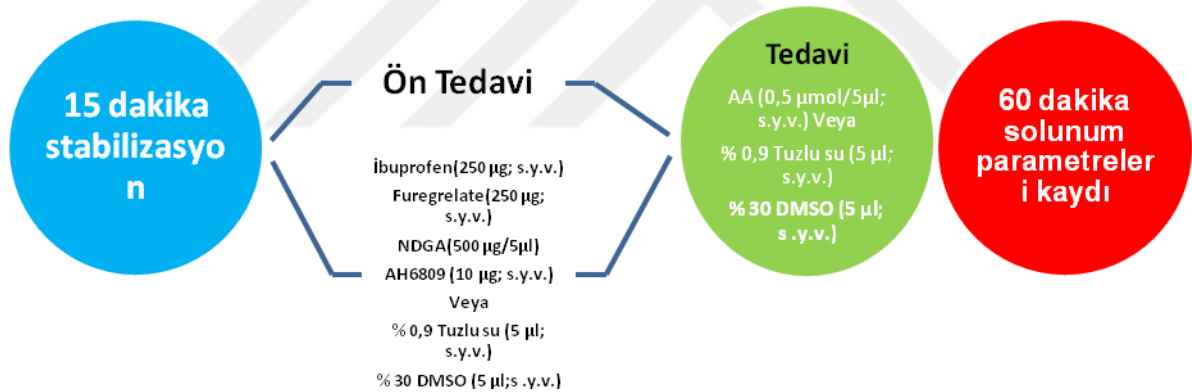 15 dakika
stabilizasyo
n
Ön Tedavi
İbuprofen(250 µg; s.y.v.)
Furegrelate(250 µg;
s.y.v.)
NDGA(500 µg/5µl)
AH6809 (10 µg; s.y.v.)
Veya
% 0,9 Tuzlu su (5 µl;
s.y.v.)
% 30 DMSO (5 µl;s .y.v.)
Tedavi
AA (0,5 µmol/5µl;
s.y.v.) Veya
% 0,9 Tuzlu su (5 µl;
s.y.v.)
% 30 DMSO (5 µl;
s .y.v.)
60 dakika
solunum
parametreler
i kaydı